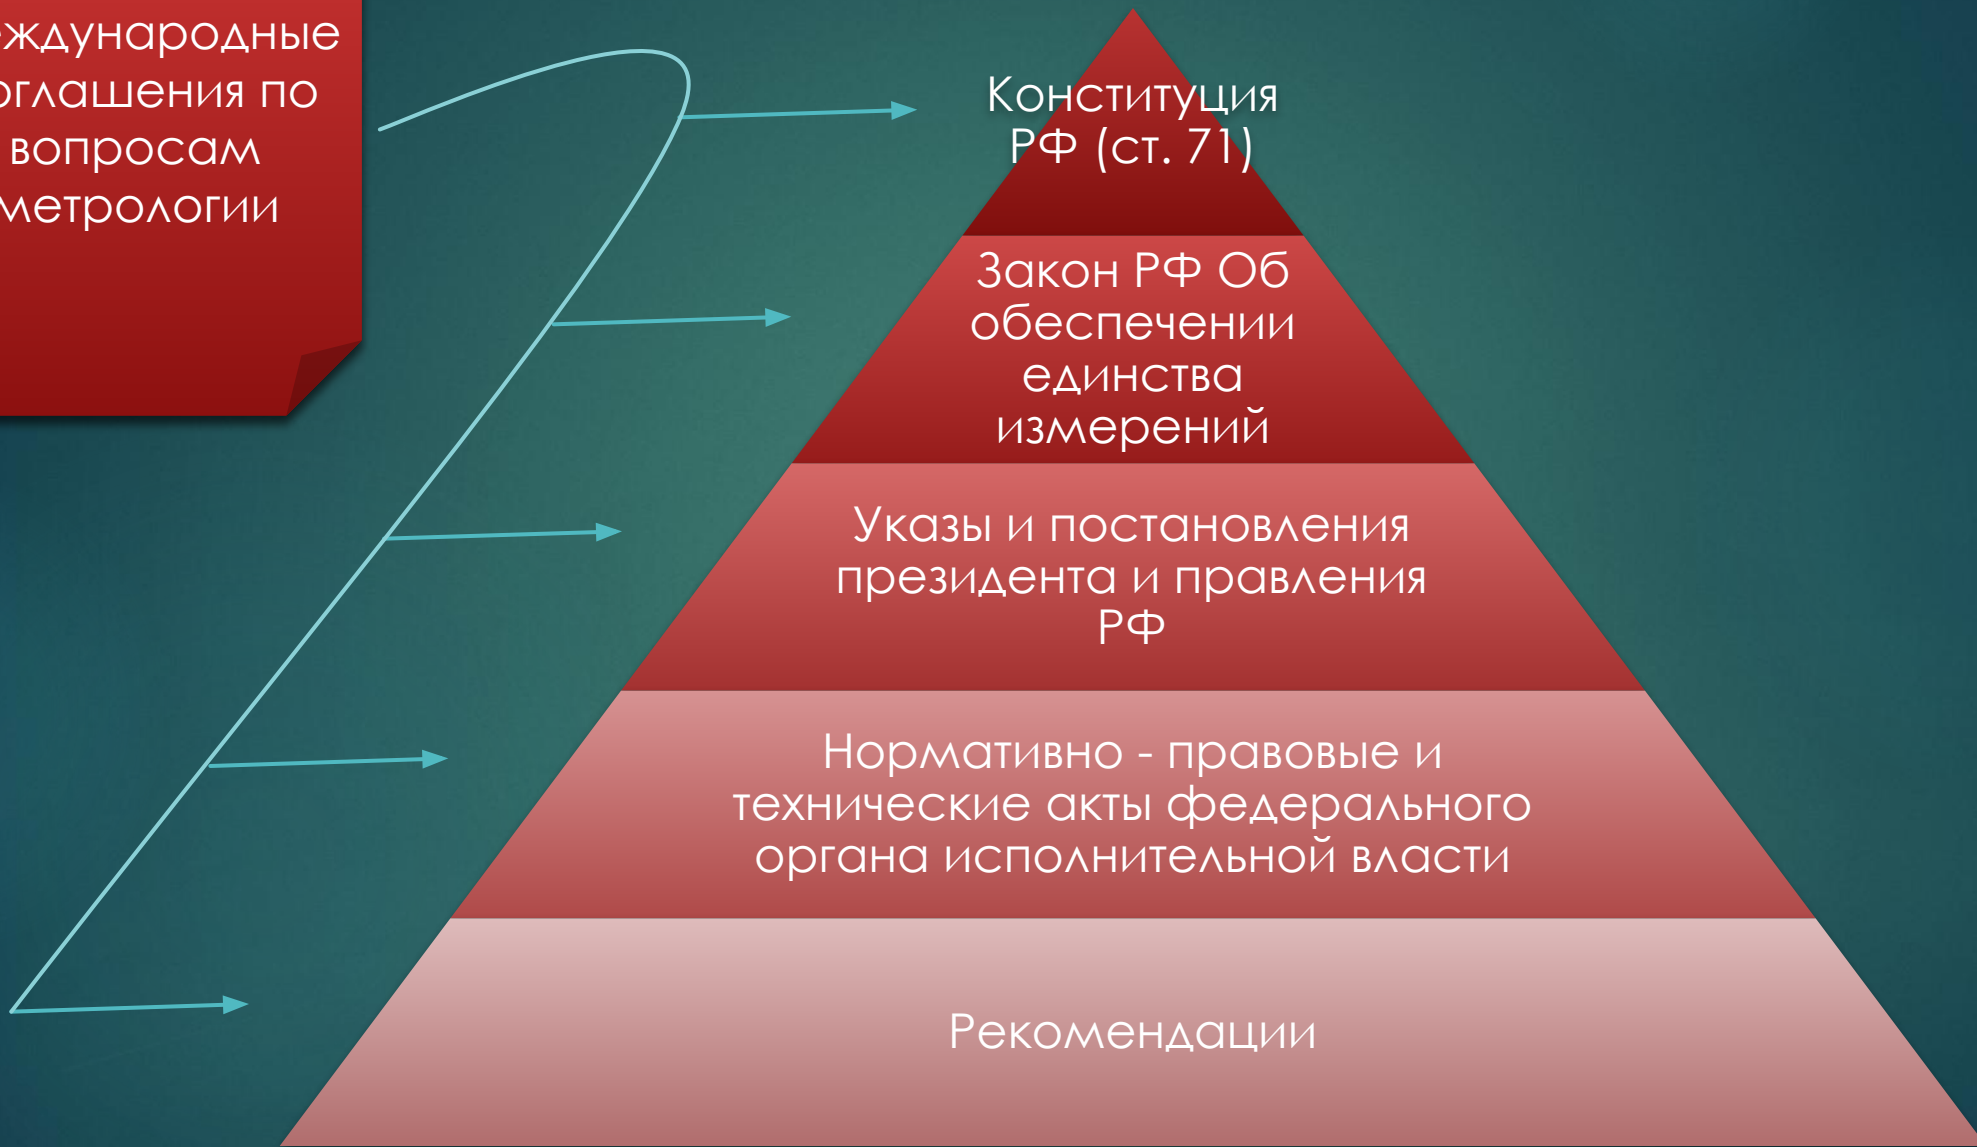 еждународные
оглашения по
вопросам
метрологии
Конституция
РФ (ст. 71)
Закон РФ Об
обеспечении
единства
измерений
Указы и постановления
президента и правления
РФ
Нормативно - правовые и
технические акты федерального
органа исполнительной власти
Рекомендации